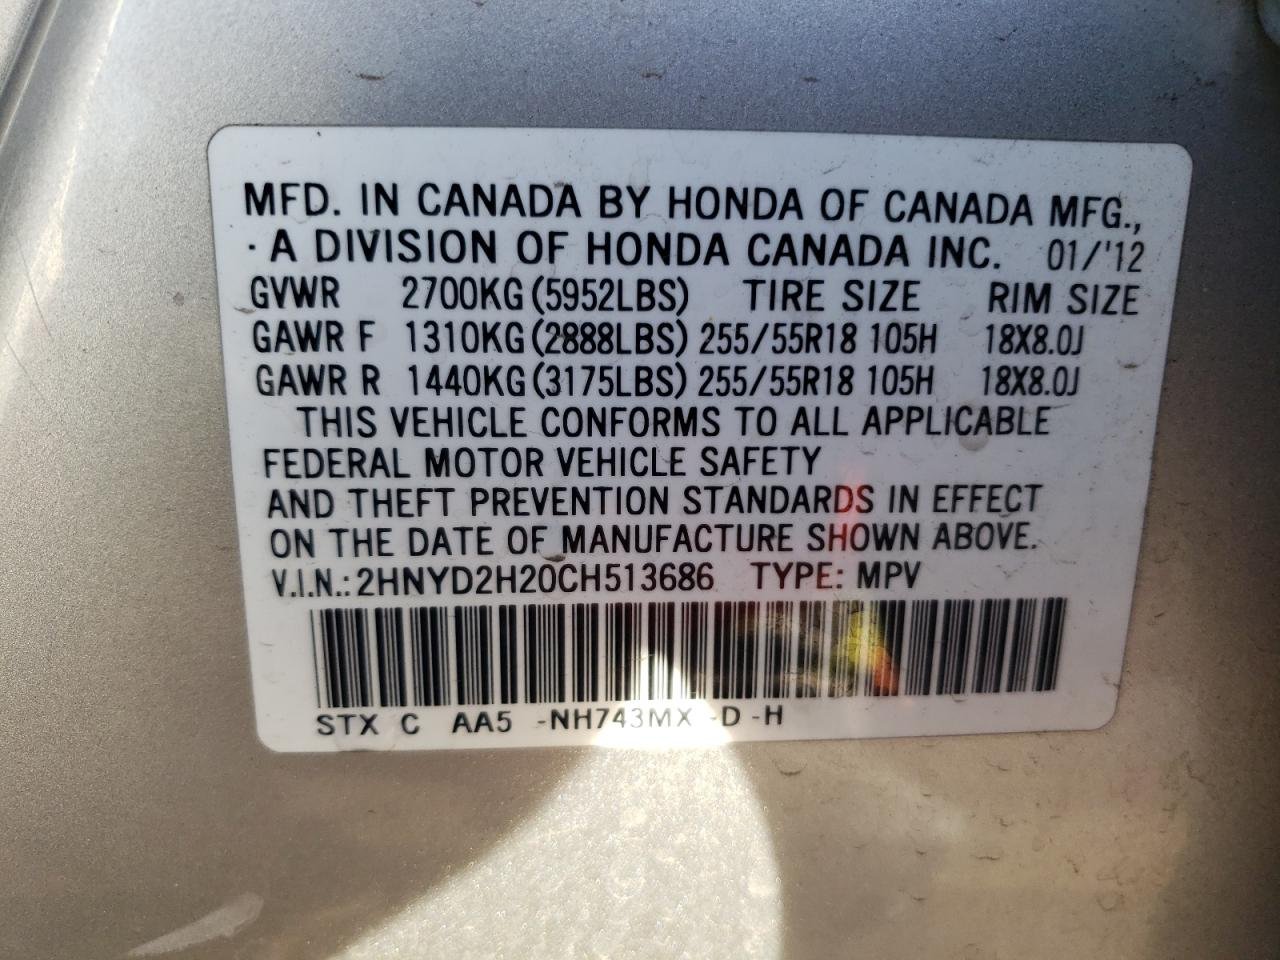 MFD. IN CANADA BY HONDA OF CANADA MFG.,
· A DIVISION OF HONDA CANADA INC. 01/'12
GVWR 2700KG (5952LBS) TIRE SIZE RIM SIZE
GAWR F 1310KG (2888LBS) 255/55R18 105H 18X8.0J
GAWR R 1440KG (3175LBS) 255/55R18 105H 18X8.0J
THIS VEHICLE CONFORMS TO ALL APPLICABLE
FEDERAL MOTOR VEHICLE SAFETY
AND THEFT PREVENTION STANDARDS IN EFFECT
ON THE DATE OF MANUFACTURE SHOWN ABOVE.
V.I.N.: 2HNYD2H20CH513686 TYPE: MPV
STX C AA5 -NH743MX -D -H